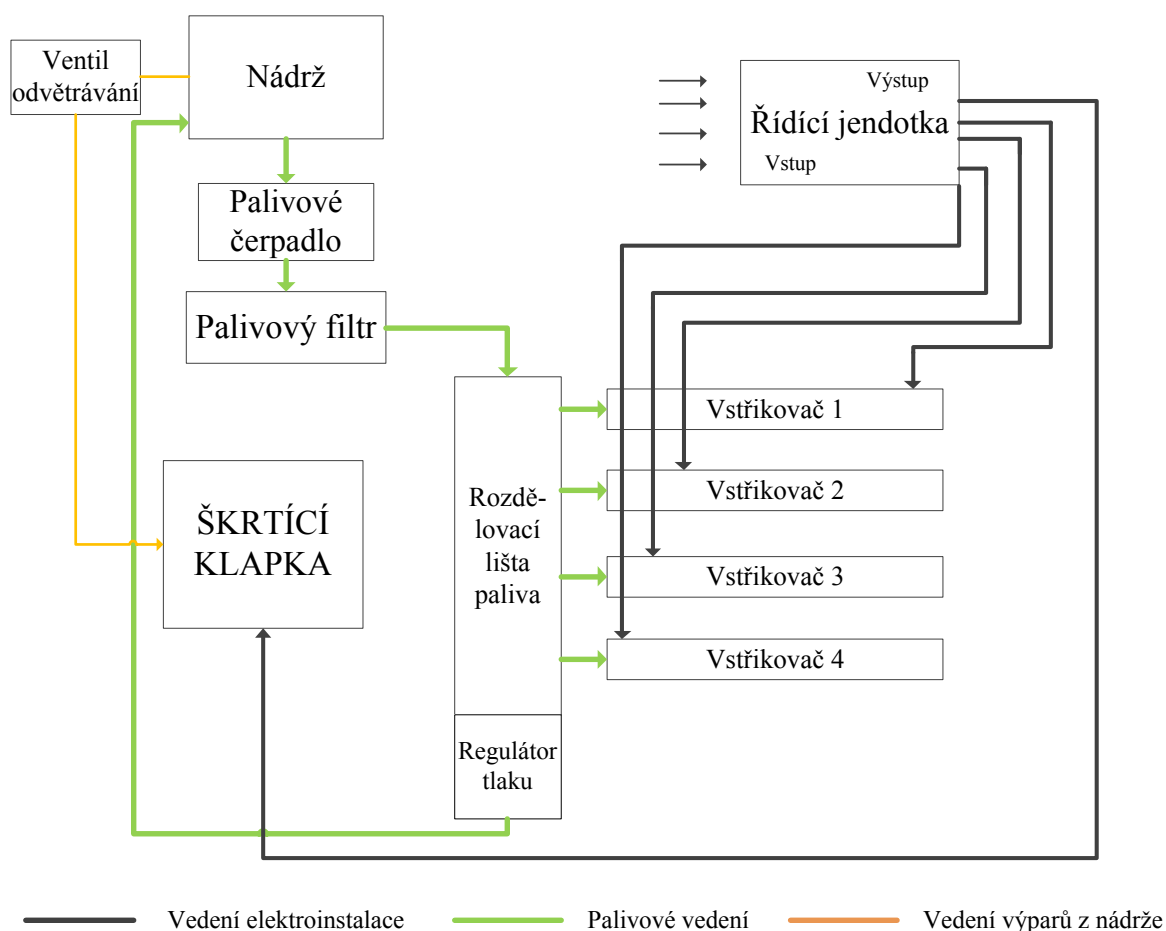 Ventil
odvětrávání
Nádrž
Výstup
Řídící jendotka
Vstup
Palivové
čerpadlo
Palivový filtr
Vstřikovač 1
ŠKRTÍCÍ
KLAPKA
Rozdě-
lovací
lišta
paliva
Vstřikovač 2
Vstřikovač 3
Vstřikovač 4
Regulátor
tlaku
Vedení elektroinstalace
Palivové vedení
Vedení výparů z nádrže